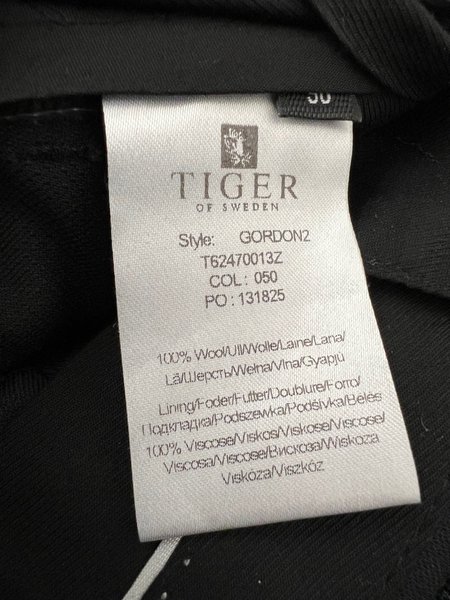 TIGER
OF SWEDEN
Style: GORDON2
T62470013Z
COL: 050
PO: 131825
100% Wool/Ull/Wolle/Laine/Lana/
Lã/Шерсть/Wełna/Vlna/Gyapjú
Lining/Foder/Futter/Doublure/Forro/
Подкладка/Podszewka/Podšívka/Bélés
100% Viscose/Viskos/Viskose/Viscose/
Viscosa/Viscose/Вискоза/Wiskoza
Viskóza/Viszkóz